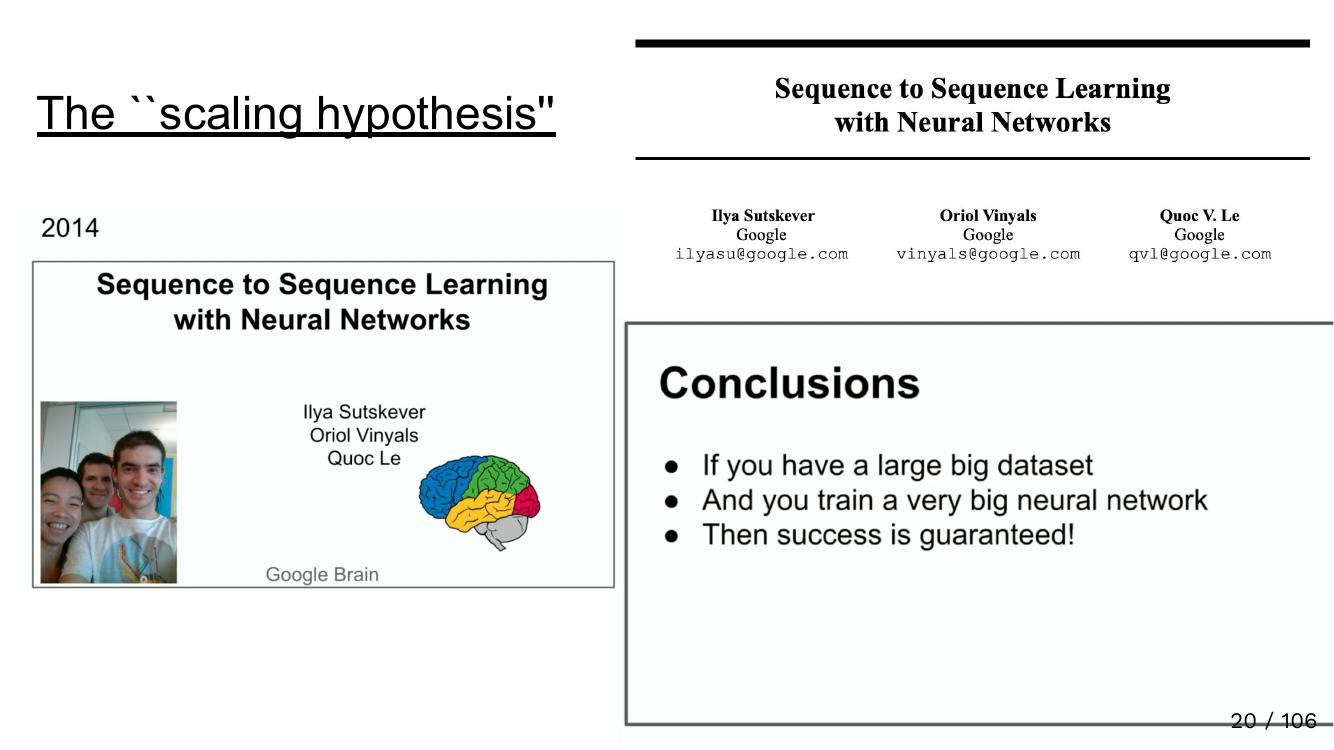 The ``scaling hypothesis"
2014
Sequence to Sequence Learning
with Neural Networks
Ilya Sutskever
Oriol Vinyals
Quoc Le
Google Brain
Sequence to Sequence Learning
with Neural Networks
Ilya Sutskever
Google
ilyasu@google.com
Oriol Vinyals
Google
vinyals@google.com
Quoc V. Le
Google
qvl@google.com
Conclusions
● If you have a large big dataset
● And you train a very big neural network
● Then success is guaranteed!
20 / 106